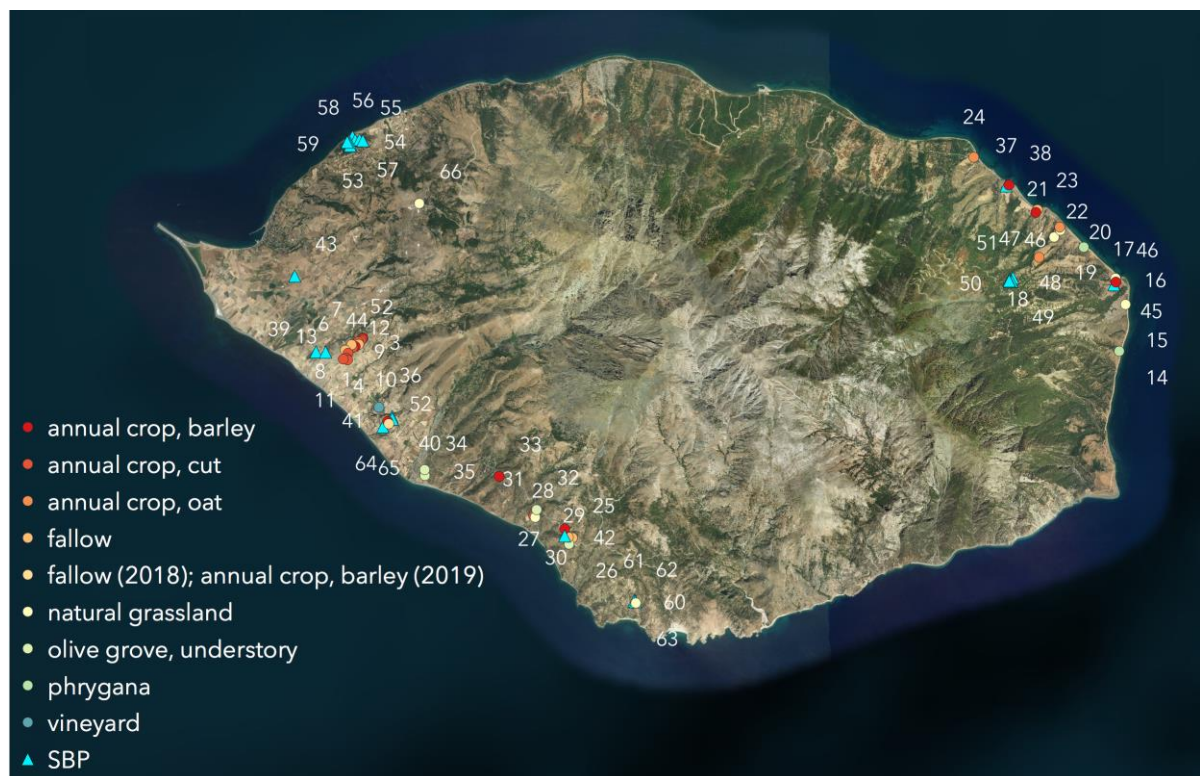 24
58 56 55
37 38
59 54
53 57 66
21 23
22
51 47 46 20
17 46
43
50 18 48 19 16
49 45
7 52
39 13 6 44 12
9 3
15
8
14 10 36
14
11 41 52
annual crop, barley
40 34 33
annual crop, cut
64 65 35 31 32
28 25
annual crop, oat
29
27 42
fallow
30
26 61 62
fallow (2018); annual crop, barley (2019)
60
natural grassland
63
olive grove, understory
phrygana
vineyard
SBP